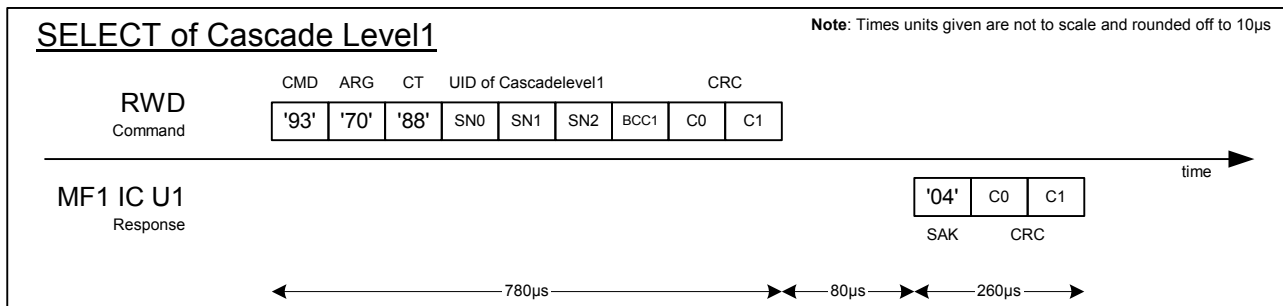 SELECT of Cascade Level1
Note: Times units given are not to scale and rounded off to 10µs
CMD ARG CT UID of Cascadelevel1 CRC
RWD
Command
'93' '70' '88' SN0 SN1 SN2 BCC1 C0 C1
time
MF1 IC U1
Response
'04' C0 C1
SAK CRC
780µs 80µs 260µs